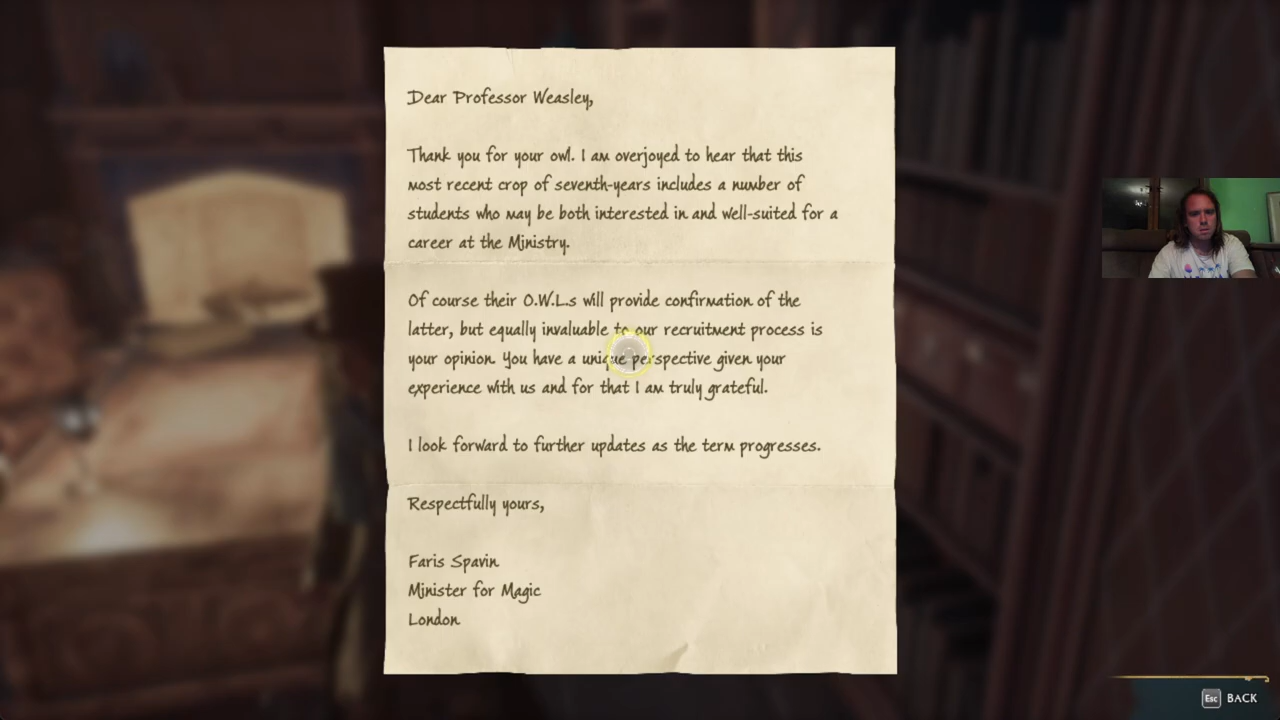 Dear Professor Weasley,
Thank you for your owl. I am overjoyed to hear that this
most recent crop of seventh-years includes a number of
students who may be both interested in and well-suited for a
career at the Ministry.
Of course their O.W.L.s will provide confirmation of the
latter, but equally invaluable to our recruitment process is
your opinion. You have a unique perspective given your
experience with us and for that I am truly grateful.
I look forward to further updates as the term progresses.
Respectfully yours,
Faris Spavin
Minister for Magic
London
Esc BACK